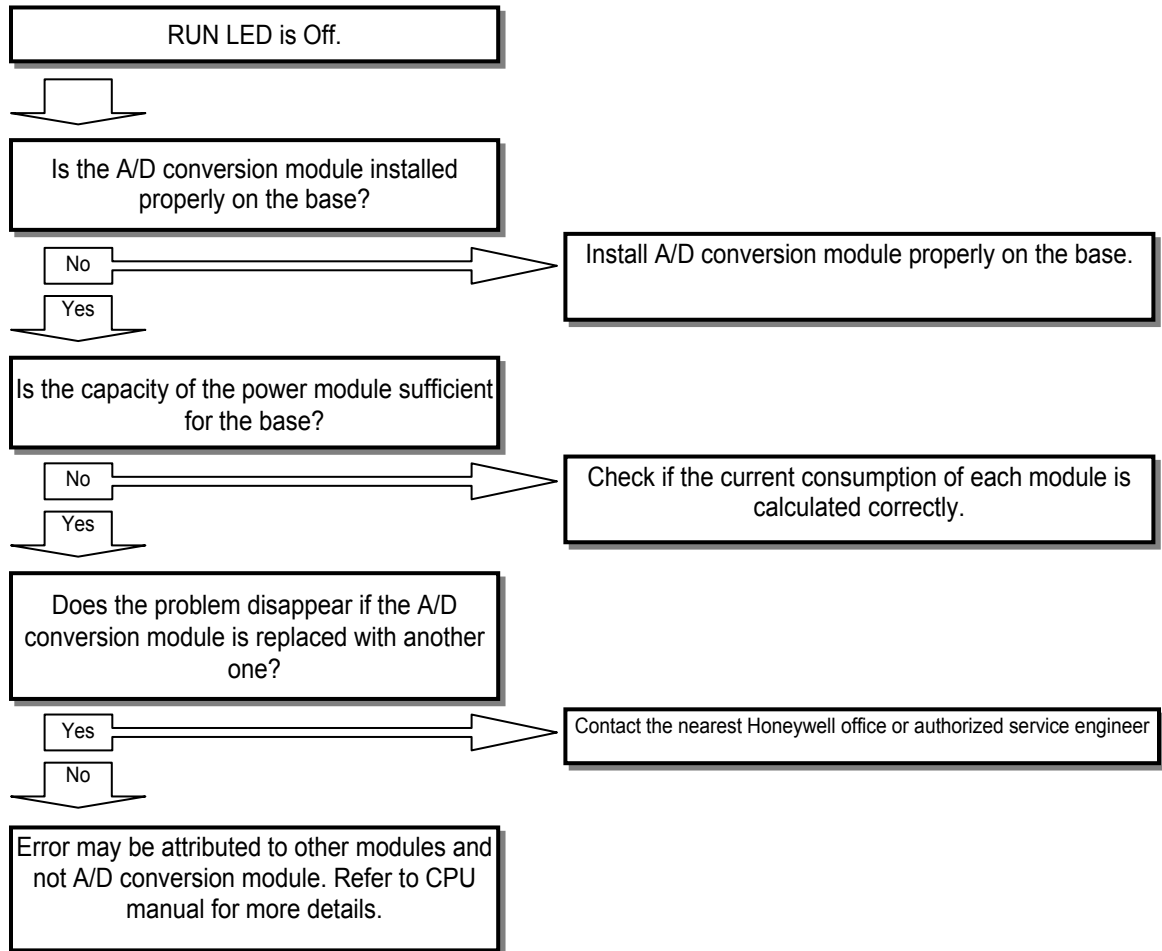 RUN LED is Off.
Is the A/D conversion module installed
properly on the base?
No
Install A/D conversion module properly on the base.
Yes
Is the capacity of the power module sufficient
for the base?
No
Check if the current consumption of each module is
calculated correctly.
Yes
Does the problem disappear if the A/D
conversion module is replaced with another
one?
Yes
Contact the nearest Honeywell office or authorized service engineer
No
Error may be attributed to other modules and
not A/D conversion module. Refer to CPU
manual for more details.